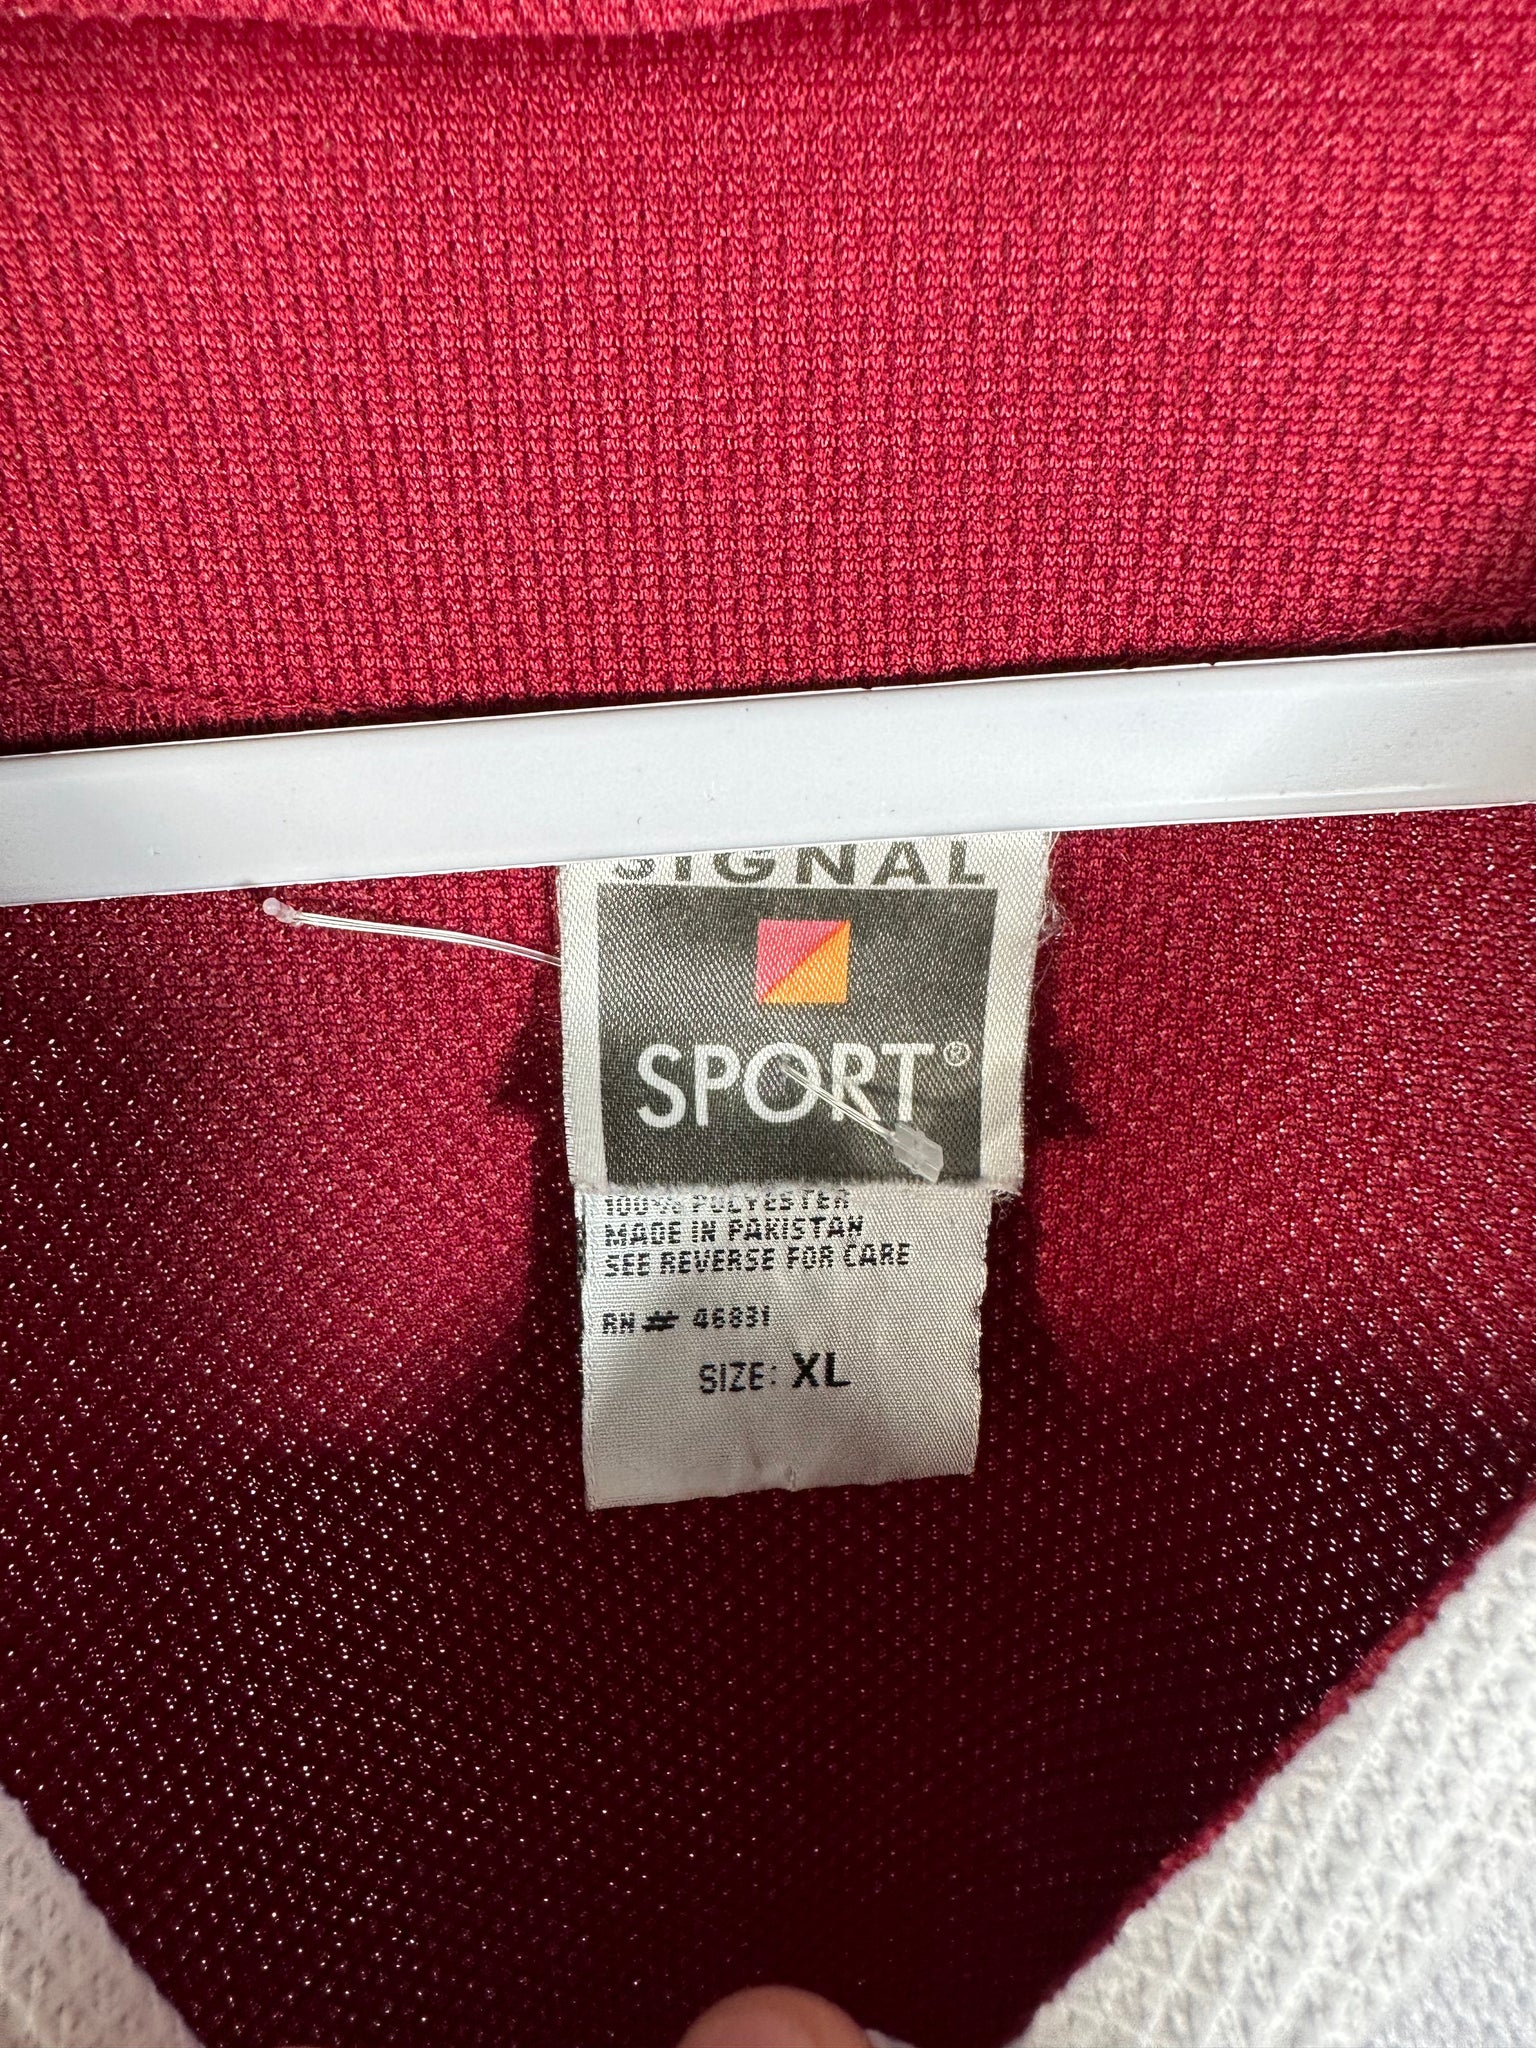 SIGNAL
SPORT®
100% POLYESTER
MADE IN PAKISTAN
SEE REVERSE FOR CARE
RN # 46831
SIZE: XL